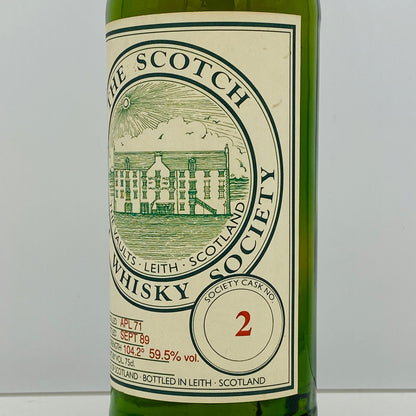 THE SCOTCH
WHISKY SOCIETY
VAULTS · LEITH · SCOTLAND
SOCIETY CASK NO.
2
APL 71
SEPT 89
104.2° 59.5% vol.
VOL. 75cl.
SCOTLAND · BOTTLED IN LEITH · SCOTLAND